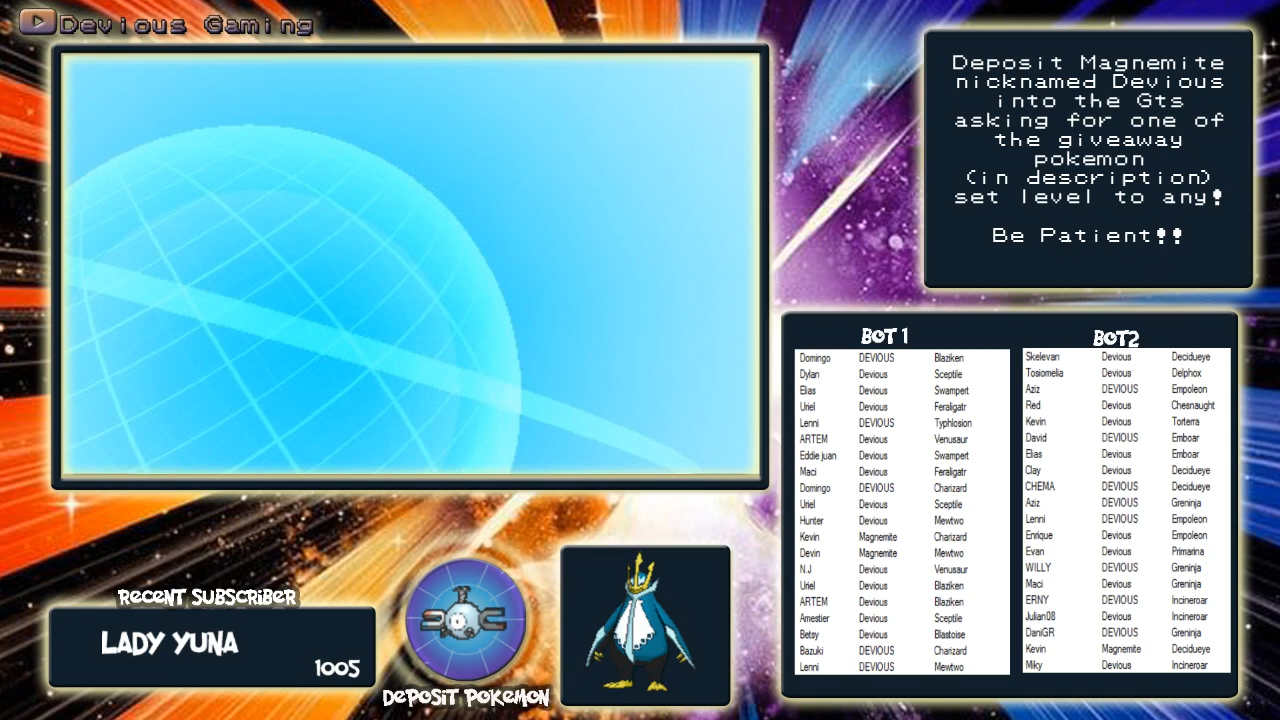 Devious Gaming
Deposit Magnemite
nicknamed Devious
into the Gts
asking for one of
the giveaway
pokemon
(in description)
set level to any!
Be Patient!!
BOT 1
Domingo DEVIOUS Blaziken
Dylan Devious Sceptile
Elias Devious Swampert
Uriel Devious Feraligatr
Lenni DEVIOUS Typhlosion
ARTEM Devious Venusaur
Eddie juan Devious Swampert
Maci Devious Feraligatr
Domingo DEVIOUS Charizard
Uriel Devious Sceptile
Hunter Devious Mewtwo
Kevin Magnemite Charizard
Devin Magnemite Mewtwo
N.J Devious Venusaur
Uriel Devious Blaziken
ARTEM Devious Blaziken
Amestier Devious Sceptile
Betsy Devious Blastoise
Bazuki DEVIOUS Charizard
Lenni DEVIOUS Mewtwo
BOT2
Skelevan Devious Decidueye
Tosiomelia Devious Delphox
Aziz DEVIOUS Empoleon
Red Devious Chesnaught
Kevin Devious Torterra
David DEVIOUS Emboar
Elias Devious Emboar
Clay Devious Decidueye
CHEMA DEVIOUS Decidueye
Aziz DEVIOUS Greninja
Lenni DEVIOUS Empoleon
Enrique Devious Empoleon
Evan Devious Primarina
WILLY DEVIOUS Greninja
Maci Devious Greninja
ERNY DEVIOUS Incineroar
Julian08 Devious Incineroar
DaniGR DEVIOUS Greninja
Kevin Magnemite Decidueye
Miky Devious Incineroar
RECENT SUBSCRIBER
LADY YUNA
1005
DEPOSIT POKEMON